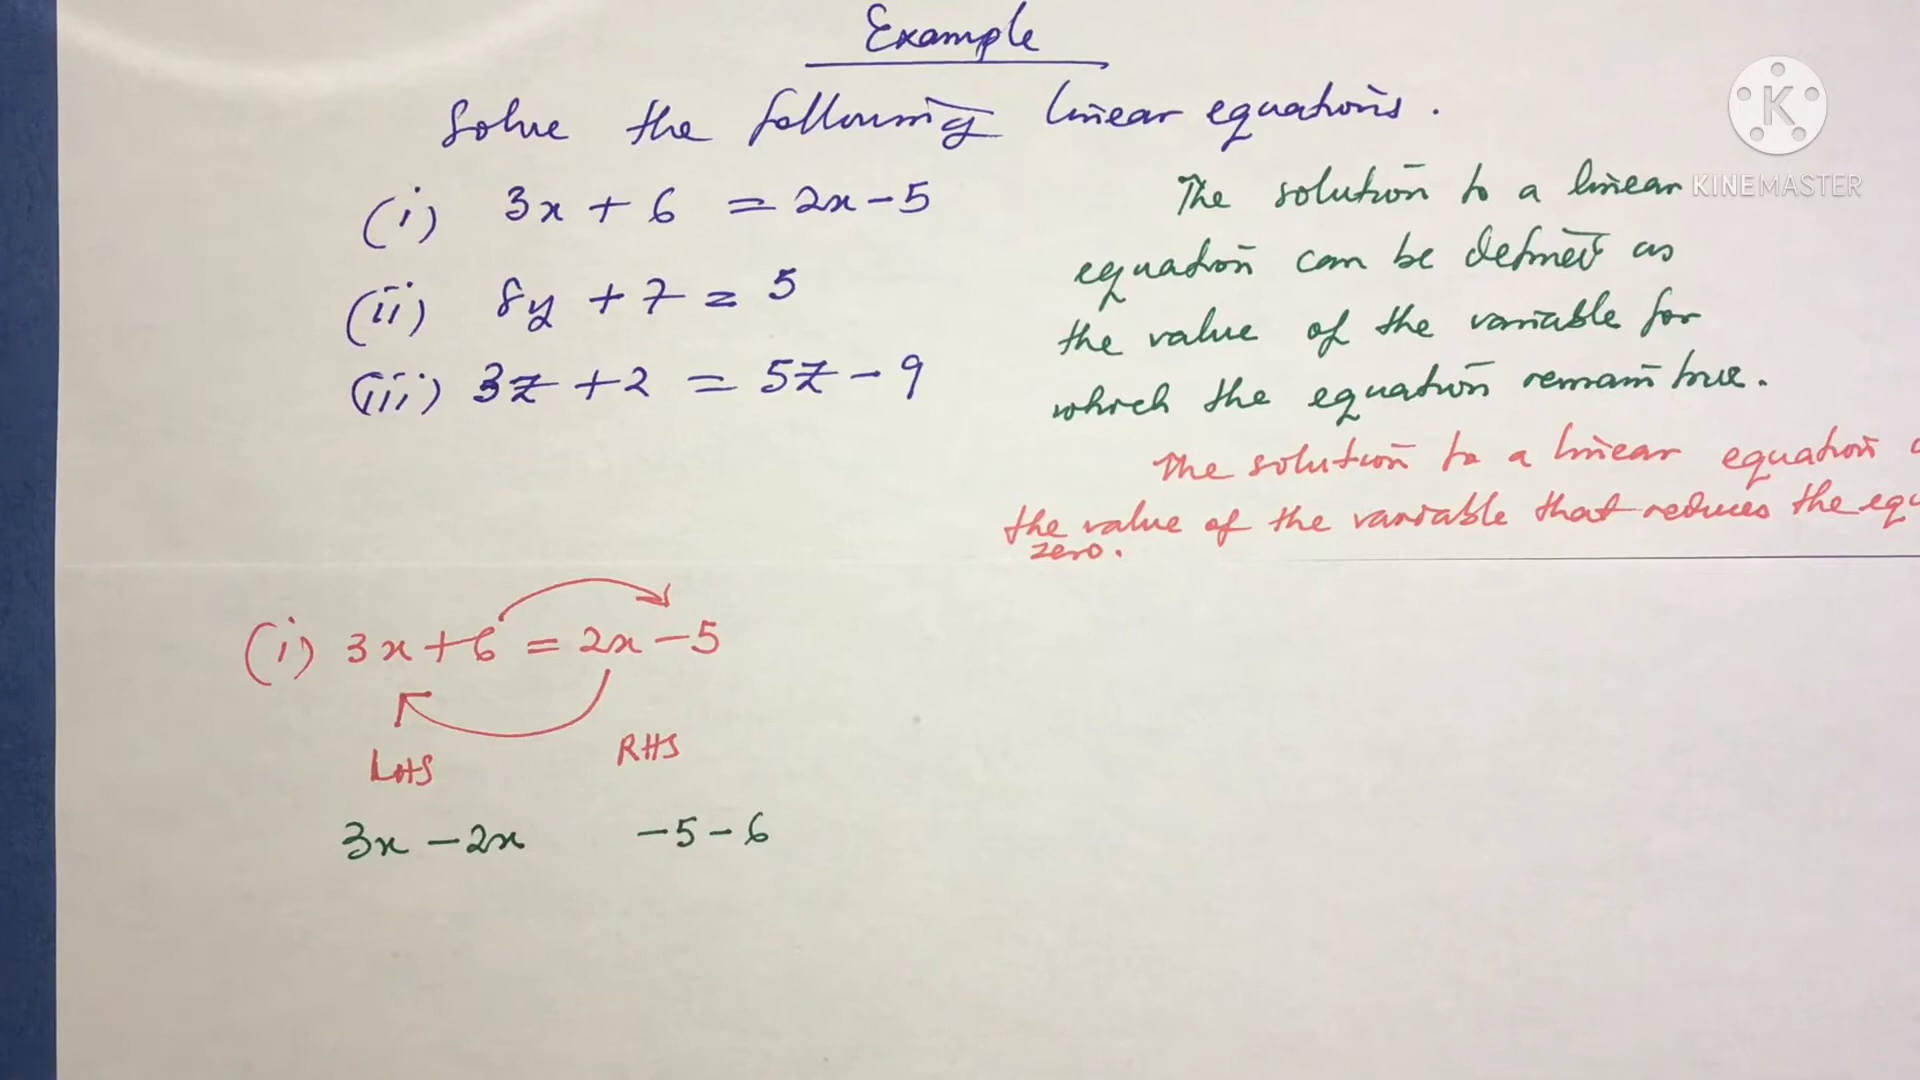 Example
Solve the following linear equations.
(i) 3x + 6 = 2x - 5
(ii) 8y + 7 = 5
(iii) 3z + 2 = 5z - 9
The solution to a linear
equation can be defined as
the value of the variable for
which the equation remain true.
The solution to a linear equation
the value of the variable that reduces the equ
zero.
K
KINEMASTER
(i) 3x + 6 = 2x - 5
LHS RHS
3x - 2x -5 - 6